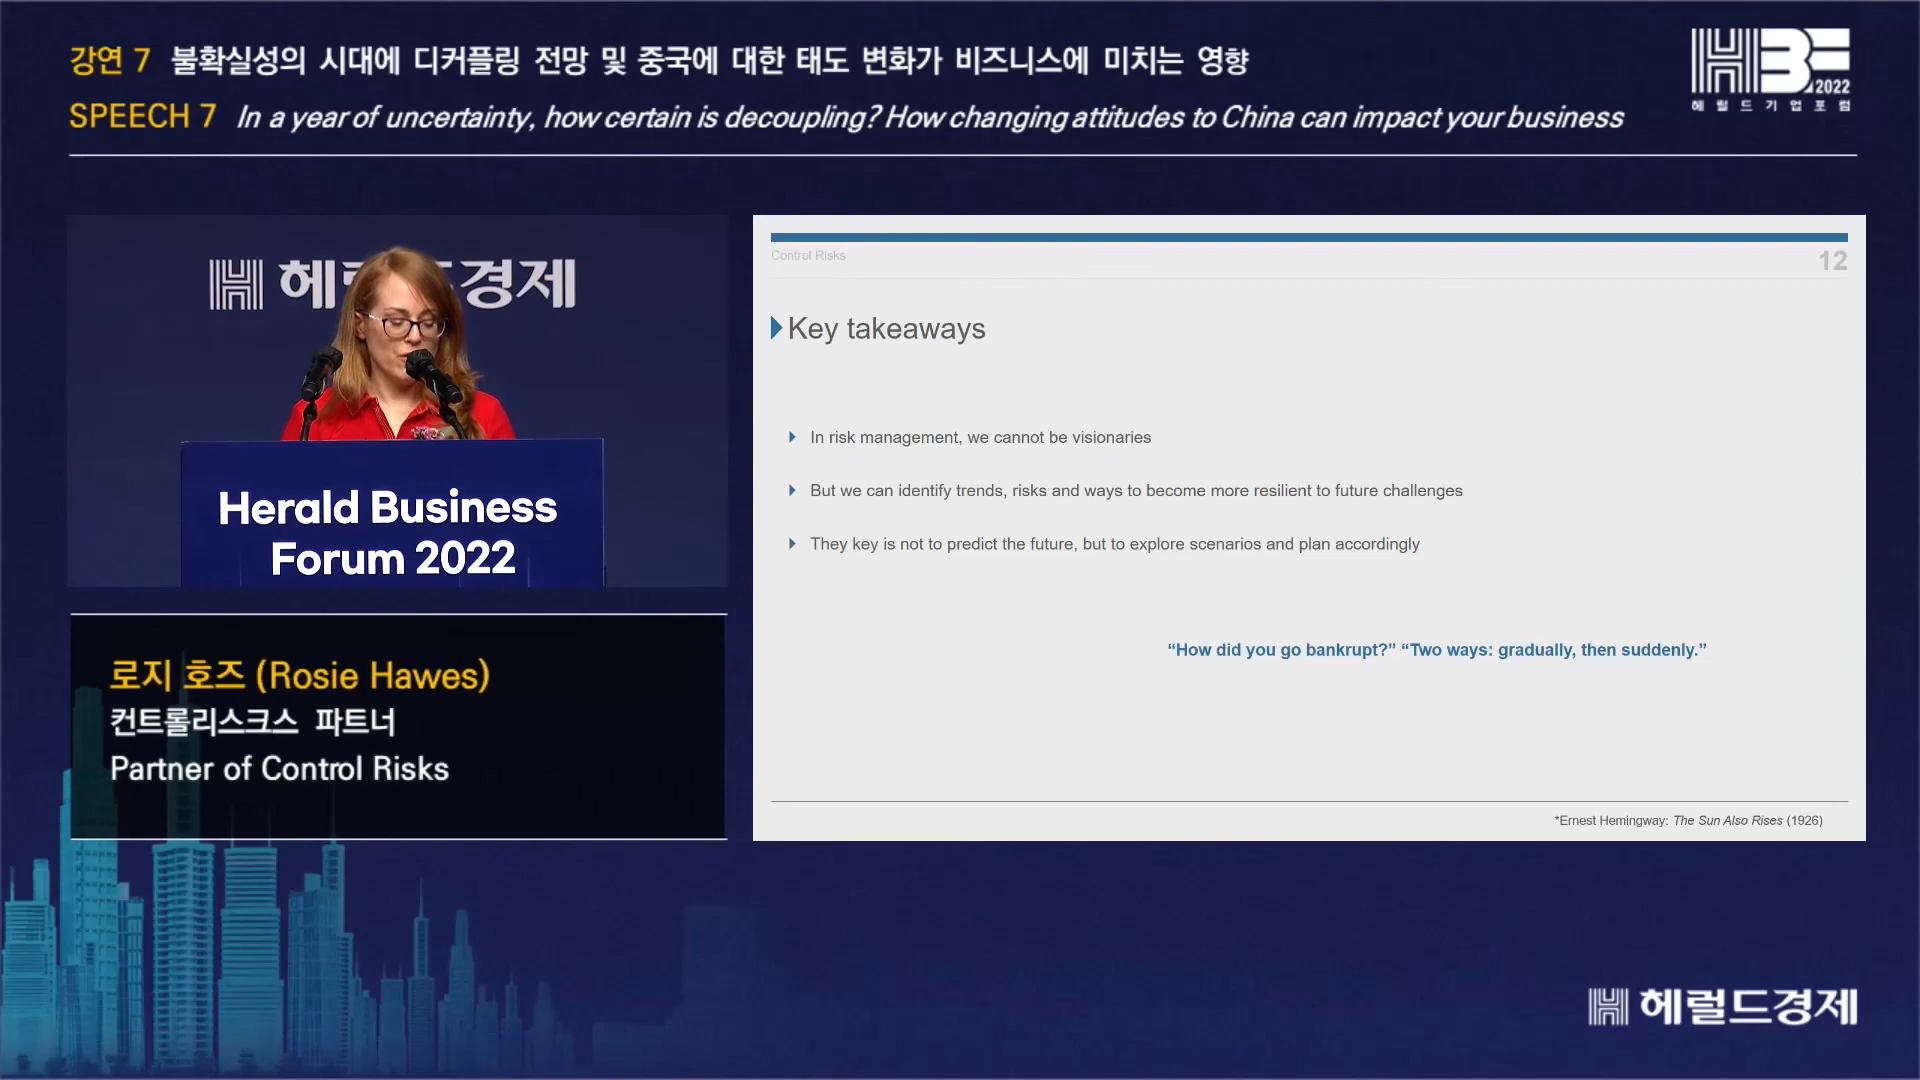 강연 7 불확실성의 시대에 디커플링 전망 및 중국에 대한 태도 변화가 비즈니스에 미치는 영향
SPEECH 7 In a year of uncertainty, how certain is decoupling? How changing attitudes to China can impact your business
HBF 2022
헤럴드기업포럼
헤럴드경제
Herald Business
Forum 2022
로지 호즈 (Rosie Hawes)
컨트롤리스크스 파트너
Partner of Control Risks
Control Risks
12
Key takeaways
In risk management, we cannot be visionaries
But we can identify trends, risks and ways to become more resilient to future challenges
They key is not to predict the future, but to explore scenarios and plan accordingly
“How did you go bankrupt?” “Two ways: gradually, then suddenly.”
*Ernest Hemingway: The Sun Also Rises (1926)
헤럴드경제